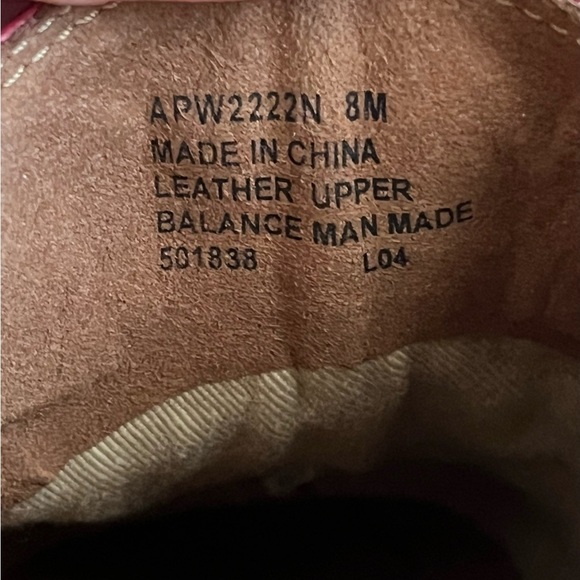 APW2222N 8M
MADE IN CHINA
LEATHER UPPER
BALANCE MAN MADE
501838 L04